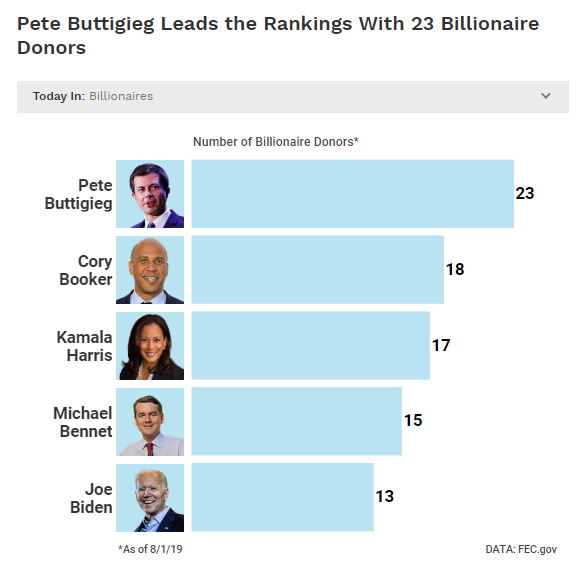 Pete Buttigieg Leads the Rankings With 23 Billionaire
Donors
Today In: Billionaires
Number of Billionaire Donors*
Pete
Buttigieg
23
Cory
Booker
18
Kamala
Harris
17
Michael
Bennet
15
Joe
Biden
13
*As of 8/1/19
DATA: FEC.gov